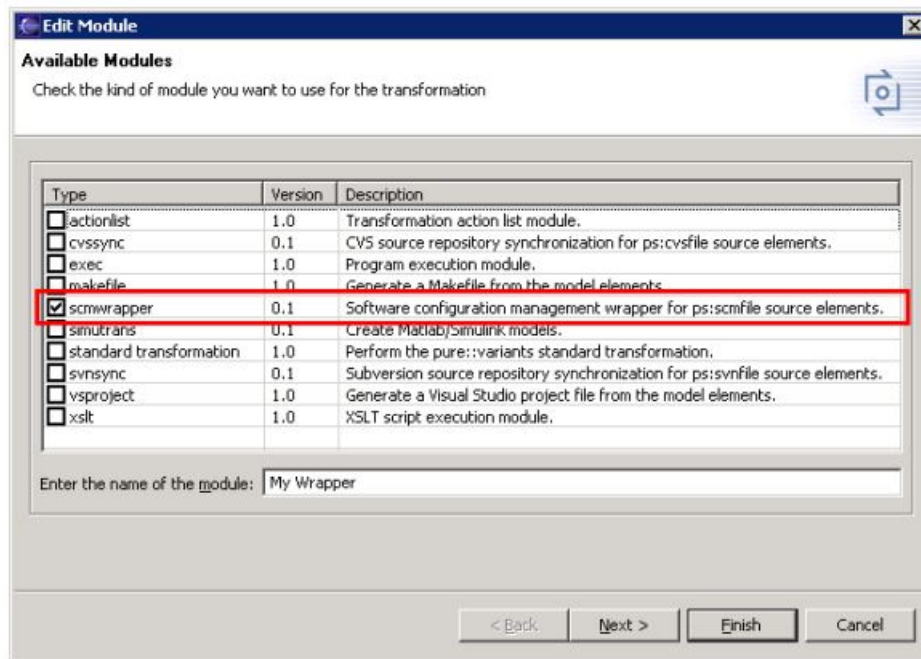 Edit Module
Available Modules
Check the kind of module you want to use for the transformation
Type Version Description
actionlist 1.0 Transformation action list module.
cvssync 0.1 CVS source repository synchronization for ps:cvsfile source elements.
exec 1.0 Program execution module.
makefile 1.0 Generate a Makefile from the model elements.
scmwrapper 0.1 Software configuration management wrapper for ps:scmfile source elements.
simutrans 0.1 Create Matlab/Simulink models.
standard transformation 1.0 Perform the pure::variants standard transformation.
svnsync 0.1 Subversion source repository synchronization for ps:svnfile source elements.
vsproject 1.0 Generate a Visual Studio project file from the model elements.
xslt 1.0 XSLT script execution module.
Enter the name of the module: My Wrapper
< Back Next > Finish Cancel